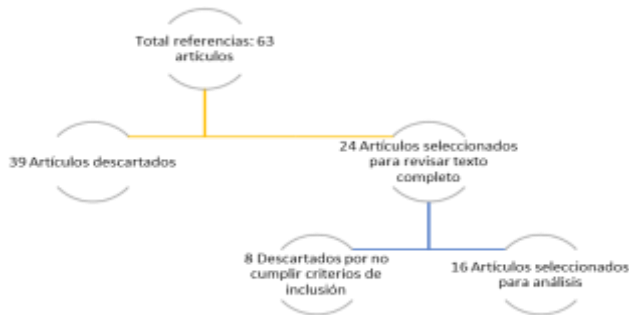 Total referencias: 63
artículos
39 Artículos descartados
24 Artículos seleccionados
para revisar texto
completo
8 Descartados por no
cumplir criterios de
inclusión
16 Artículos seleccionados
para análisis